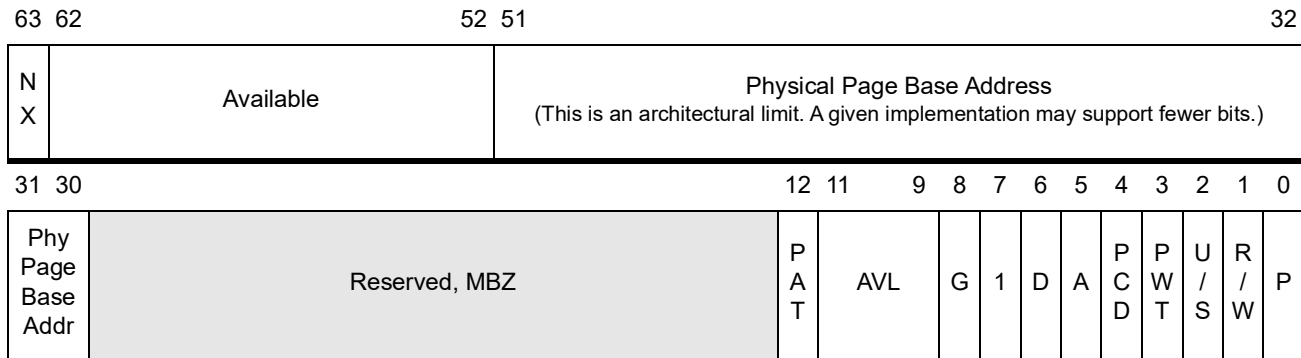 63 62 52 51 32
N
X
Available
Physical Page Base Address
(This is an architectural limit. A given implementation may support fewer bits.)
31 30 12 11 9 8 7 6 5 4 3 2 1 0
Phy
Page
Base
Addr
Reserved, MBZ
P
A
T
AVL
G
1
D
A
P
C
D
P
W
T
U
/
S
R
/
W
P